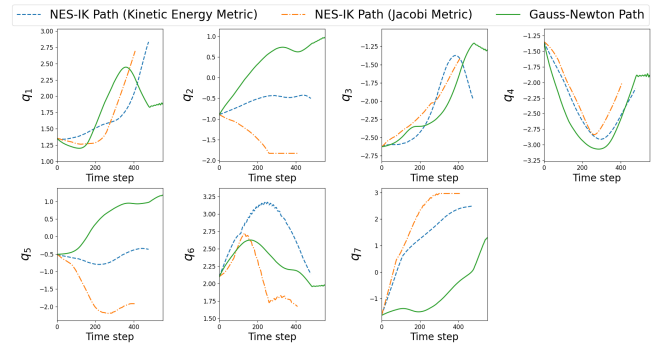 NES-IK Path (Kinetic Energy Metric) NES-IK Path (Jacobi Metric) Gauss-Newton Path
3.00
2.75
2.50
2.25
2.00
1.75
1.50
1.25
1.00
q1
0 200 400
Time step
1.0
0.5
0.0
−0.5
−1.0
−1.5
−2.0
q2
0 200 400
Time step
−1.25
−1.50
−1.75
−2.00
−2.25
−2.50
−2.75
q3
0 200 400
Time step
−1.25
−1.50
−1.75
−2.00
−2.25
−2.50
−2.75
−3.00
−3.25
q4
0 200 400
Time step
1.0
0.5
0.0
−0.5
−1.0
−1.5
−2.0
q5
0 200 400
Time step
3.25
3.00
2.75
2.50
2.25
2.00
1.75
1.50
q6
0 200 400
Time step
3
2
1
0
−1
q7
0 200 400
Time step